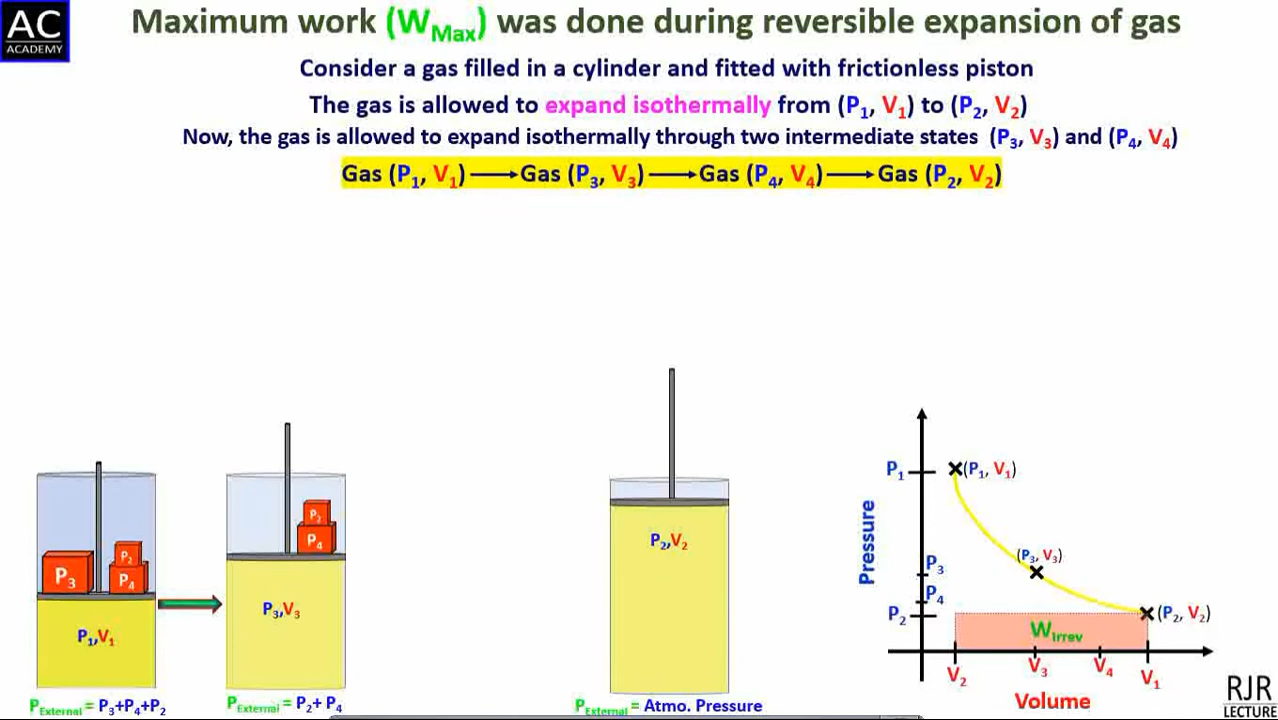 AC
ACADEMY
Maximum work (WMax) was done during reversible expansion of gas
Consider a gas filled in a cylinder and fitted with frictionless piston
The gas is allowed to expand isothermally from (P₁, V₁) to (P₂, V₂)
Now, the gas is allowed to expand isothermally through two intermediate states (P₃, V₃) and (P₄, V₄)
Gas (P₁, V₁) ⟶ Gas (P₃, V₃) ⟶ Gas (P₄, V₄) ⟶ Gas (P₂, V₂)
P₃
P₂
P₄
P₁,V₁
PExternal = P₃+P₄+P₂
P₂
P₄
P₃,V₃
PExternal = P₂+ P₄
P₂,V₂
PExternal = Atmo. Pressure
Pressure
P₁
(P₁, V₁)
(P₃, V₃)
P₃
P₄
P₂
(P₂, V₂)
WIrrev
V₂
V₃
V₄
V₁
Volume
RJR
LECTURE